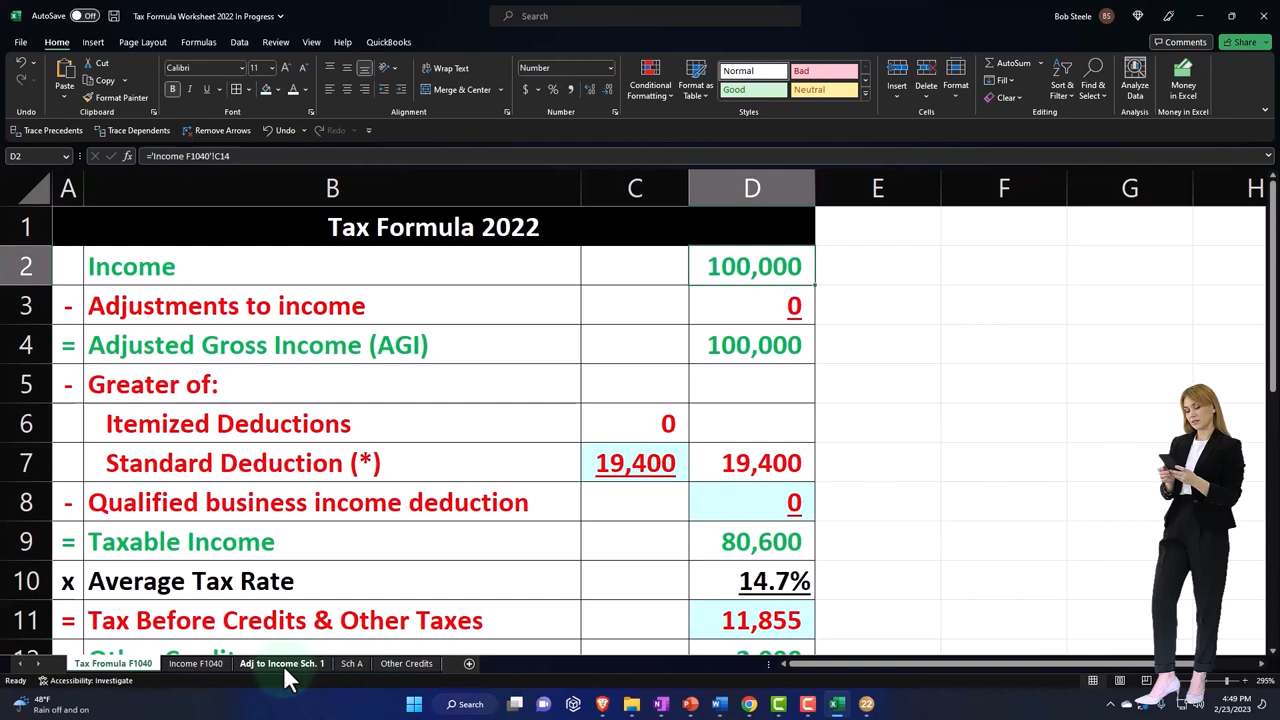 AutoSave Off Tax Formula Worksheet 2022 In Progress Search Bob Steele BS
File Home Insert Page Layout Formulas Data Review View Help QuickBooks Comments Share
Cut Calibri 11 Wrap Text Number AutoSum
Copy Normal Bad
Paste Format Painter B I U Merge & Center $ % Conditional Formatting Format as Table Good Neutral Insert Delete Format Clear Sort & Filter Find & Select Analyze Data Money in Excel
Undo Clipboard Font Alignment Number Styles Cells Editing Analysis Money in Excel
Trace Precedents Trace Dependents Remove Arrows Undo Redo
D2 fx ='Income F1040'!C14
A B C D E F G H
1 Tax Formula 2022
2 Income 100,000
3 - Adjustments to income 0
4 = Adjusted Gross Income (AGI) 100,000
5 - Greater of:
6 Itemized Deductions 0
7 Standard Deduction (*) 19,400 19,400
8 - Qualified business income deduction 0
9 = Taxable Income 80,600
10 x Average Tax Rate 14.7%
11 = Tax Before Credits & Other Taxes 11,855
Tax Fromula F1040 Income F1040 Adj to Income Sch. 1 Sch A Other Credits
Ready Accessibility: Investigate 295%
48°F
Rain off and on
Search
22
4:49 PM
2/23/2023